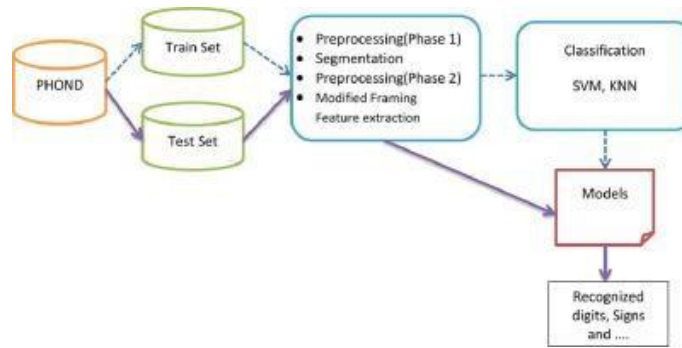 PHOND
Train Set
Test Set
• Preprocessing(Phase 1)
• Segmentation
• Preprocessing(Phase 2)
• Modified Framing
Feature extraction
Classification
SVM, KNN
Models
Recognized
digits, Signs
and ....